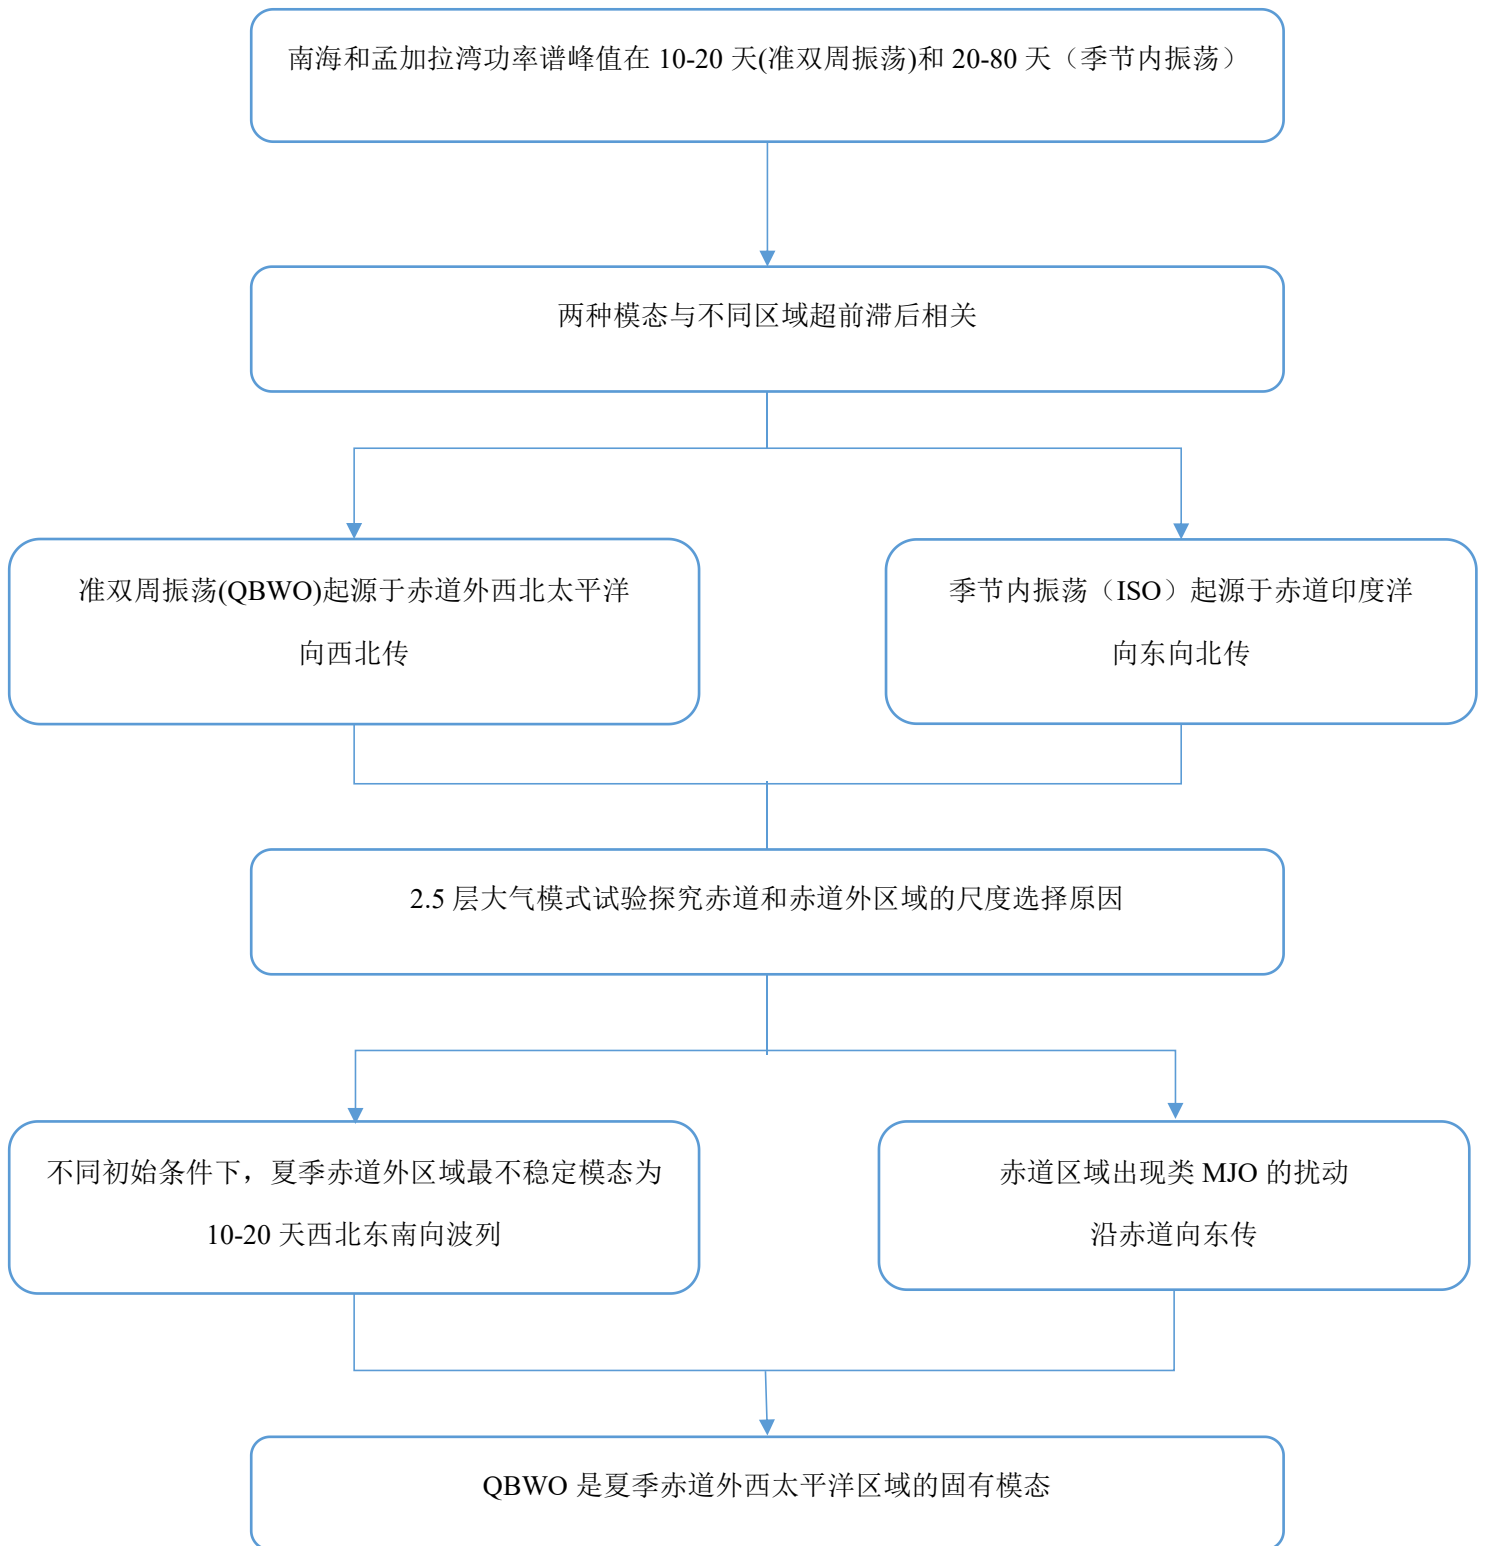 南海和孟加拉湾功率谱峰值在 10-20 天(准双周振荡)和 20-80 天（季节内振荡）
两种模态与不同区域超前滞后相关
准双周振荡(QBWO)起源于赤道外西北太平洋
向西北传
季节内振荡（ISO）起源于赤道印度洋
向东向北传
2.5 层大气模式试验探究赤道和赤道外区域的尺度选择原因
不同初始条件下，夏季赤道外区域最不稳定模态为
10-20 天西北东南向波列
赤道区域出现类 MJO 的扰动
沿赤道向东传
QBWO 是夏季赤道外西太平洋区域的固有模态